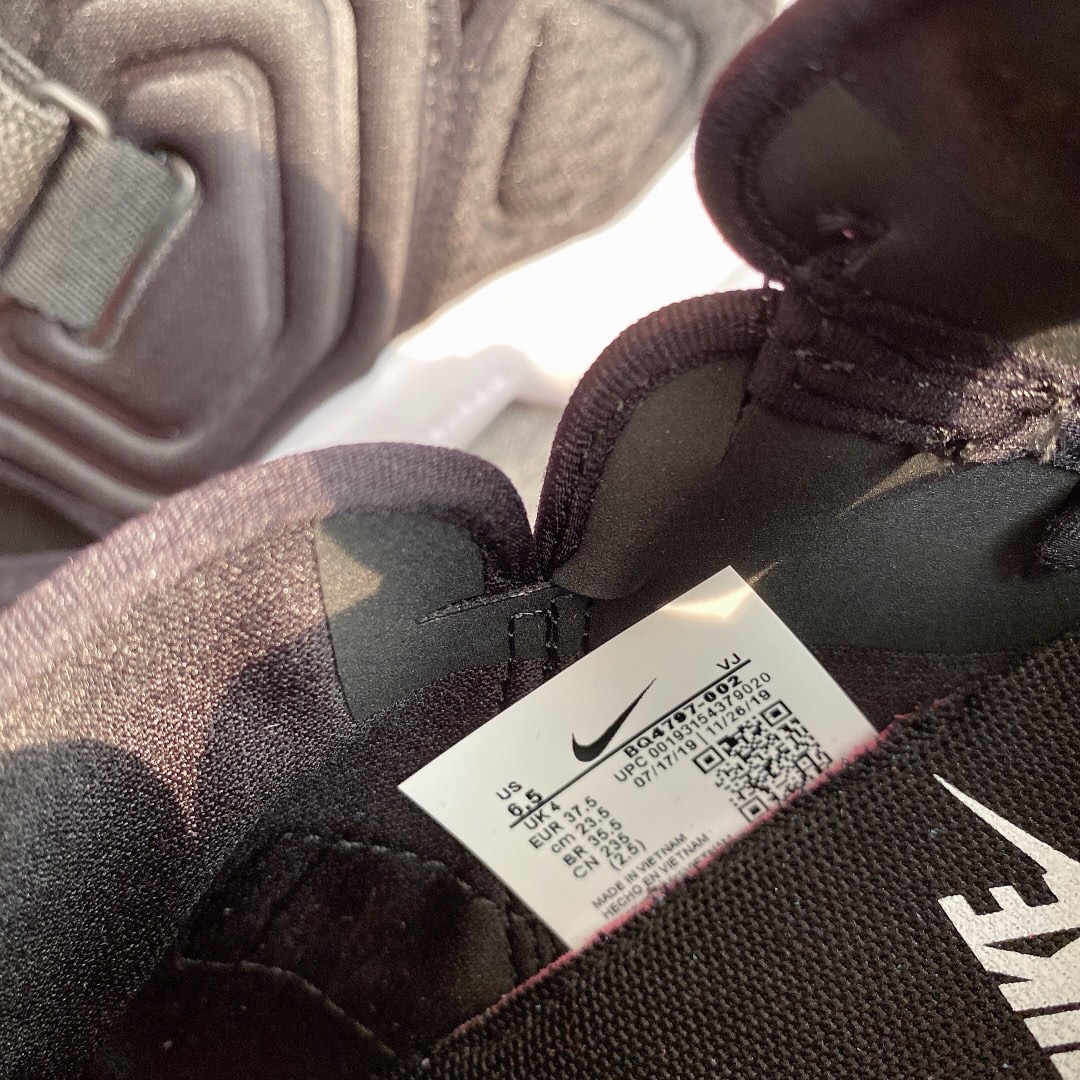 US VJ
6.5 BQ4797-002
UK 4 UPC 00193154379020
EUR 37.5 07/17/19 11/26/19
cm 23.5
BR 35.5
CN 235
(2.5)
MADE IN VIETNAM
HECHO EN VIETNAM
NIKE